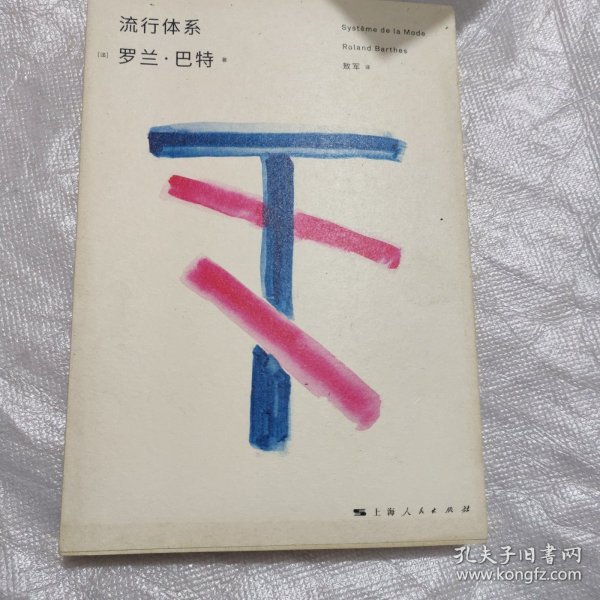 流行体系
[法] 罗兰·巴特 著
Système de la Mode
Roland Barthes
敖军 译
上海人民出版社
孔夫子旧书网
www.kongfz.com